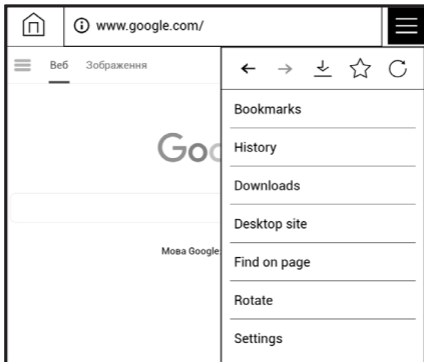 www.google.com/
Веб Зображення
Goo
Мова Google:
Bookmarks
History
Downloads
Desktop site
Find on page
Rotate
Settings